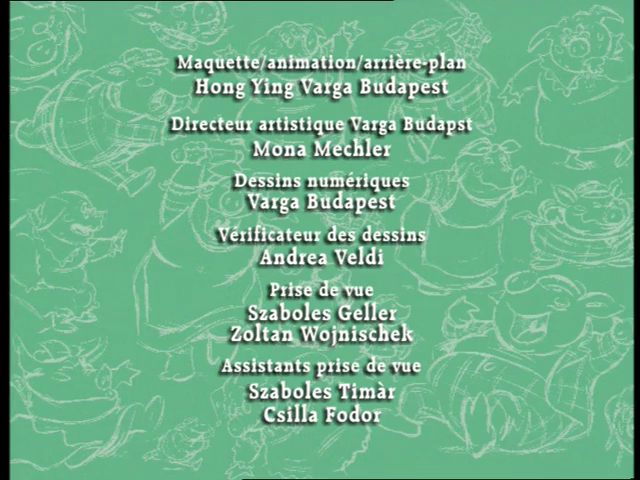 Maquette/animation/arrière-plan
Hong Ying Varga Budapest
Directeur artistique Varga Budapst
Mona Mechler
Dessins numériques
Varga Budapest
Vérificateur des dessins
Andrea Veldi
Prise de vue
Szaboles Geller
Zoltan Wojnischek
Assistants prise de vue
Szaboles Timàr
Csilla Fodor